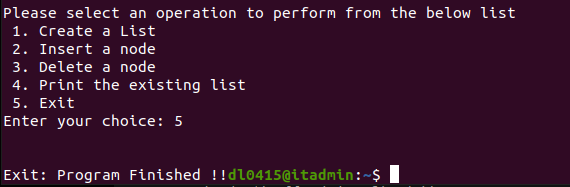 Please select an operation to perform from the below list
1. Create a List
2. Insert a node
3. Delete a node
4. Print the existing list
5. Exit
Enter your choice: 5
Exit: Program Finished !!dl0415@itadmin:~$